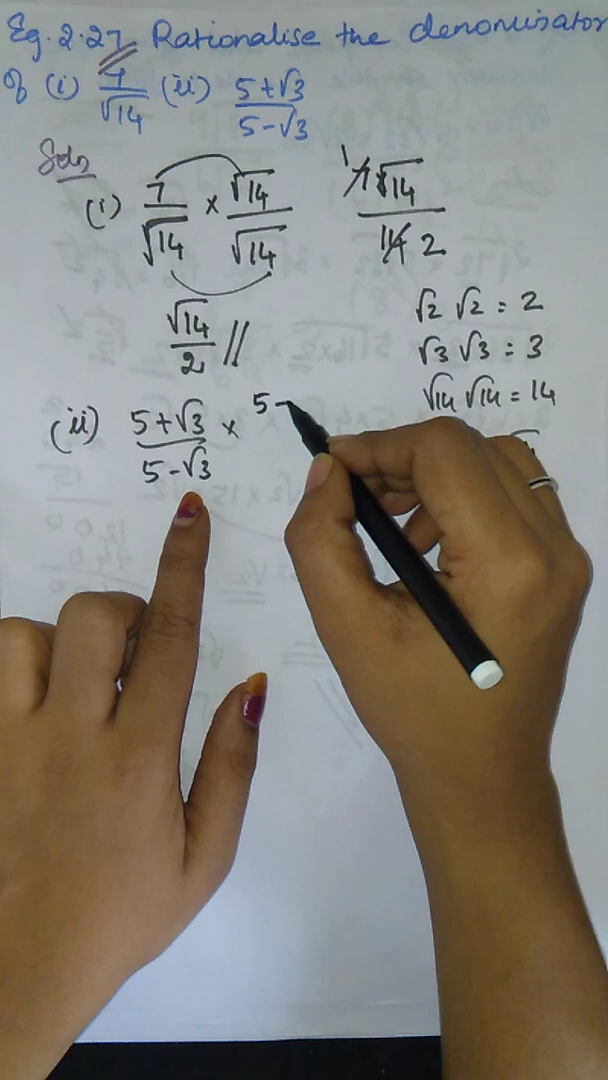 Eg. 2.27 Rationalise the denominator
of (i) 7/√14 (ii) 5+√3/5-√3
Soln
(i) 7/√14 × √14/√14
1 7√14/14 2
√14/2 //
√2 √2 = 2
√3 √3 = 3
√14 √14 = 14
(ii) 5+√3/5-√3 × 5-